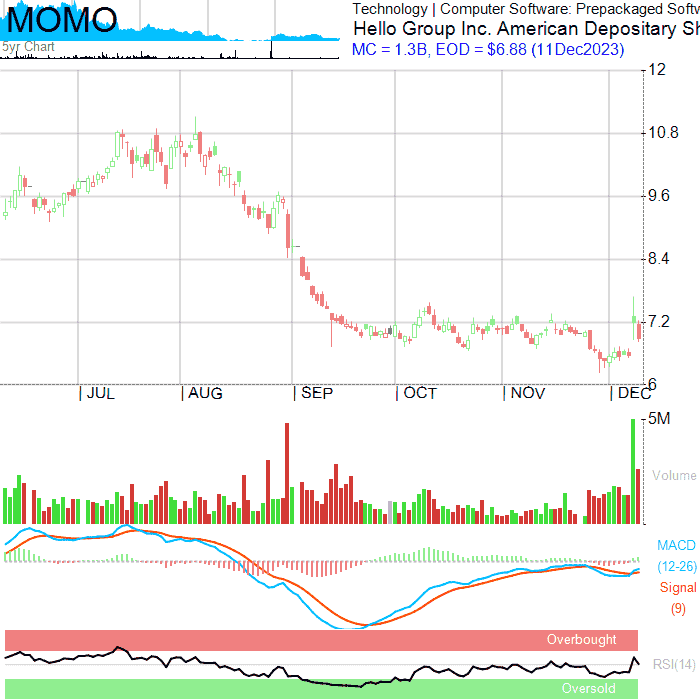 MOMO
5yr Chart
Technology | Computer Software: Prepackaged Softw
Hello Group Inc. American Depositary Sh
MC = 1.3B, EOD = $6.88 (11Dec2023)
12
10.8
9.6
8.4
7.2
6
| JUL | AUG | SEP | OCT | NOV | DEC
5M
Volume
MACD
(12-26)
Signal
(9)
Overbought
RSI(14)
Oversold